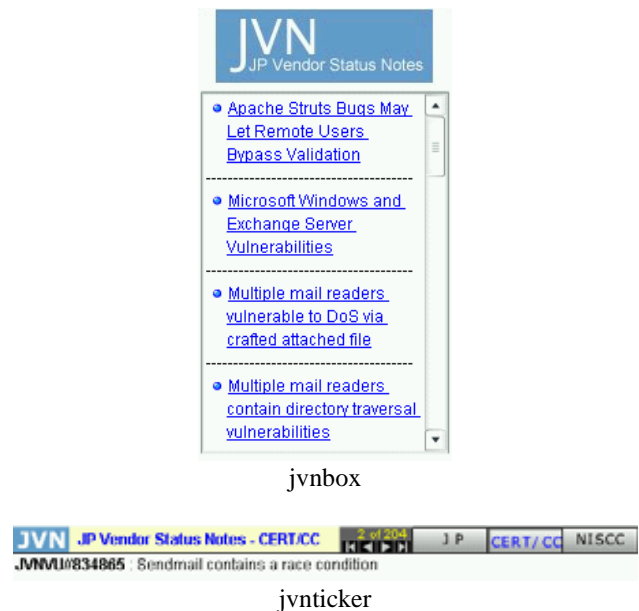 JVN
JP Vendor Status Notes
Apache Struts Bugs May
Let Remote Users
Bypass Validation
Microsoft Windows and
Exchange Server
Vulnerabilities
Multiple mail readers
vulnerable to DoS via
crafted attached file
Multiple mail readers
contain directory traversal
vulnerabilities
jvnbox
JVN JP Vendor Status Notes - CERT/CC 2 of 204 J P CERT/CC NISCC
JVNVU#834865 : Sendmail contains a race condition
jvnticker